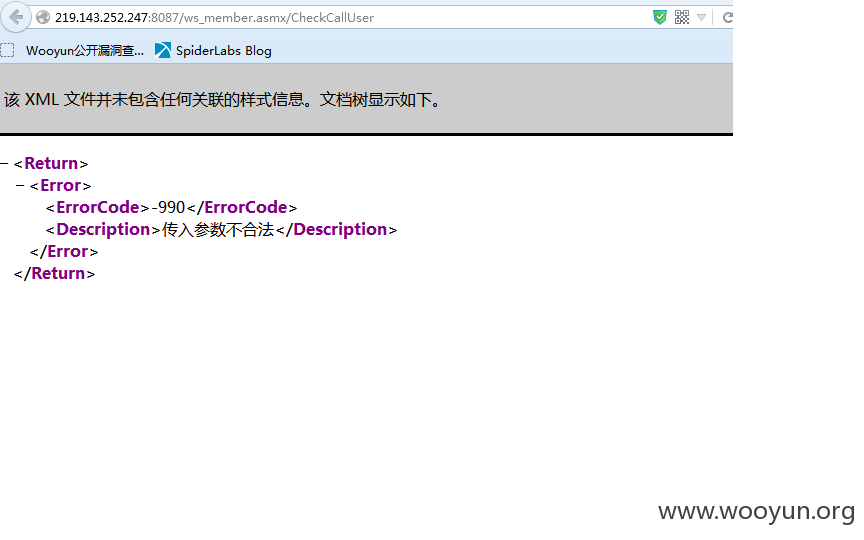 219.143.252.247:8087/ws_member.asmx/CheckCallUser
Wooyun公开漏洞查... SpiderLabs Blog
该 XML 文件并未包含任何关联的样式信息。文档树显示如下。
− <Return>
− <Error>
<ErrorCode>-990</ErrorCode>
<Description>传入参数不合法</Description>
</Error>
</Return>
www.wooyun.org